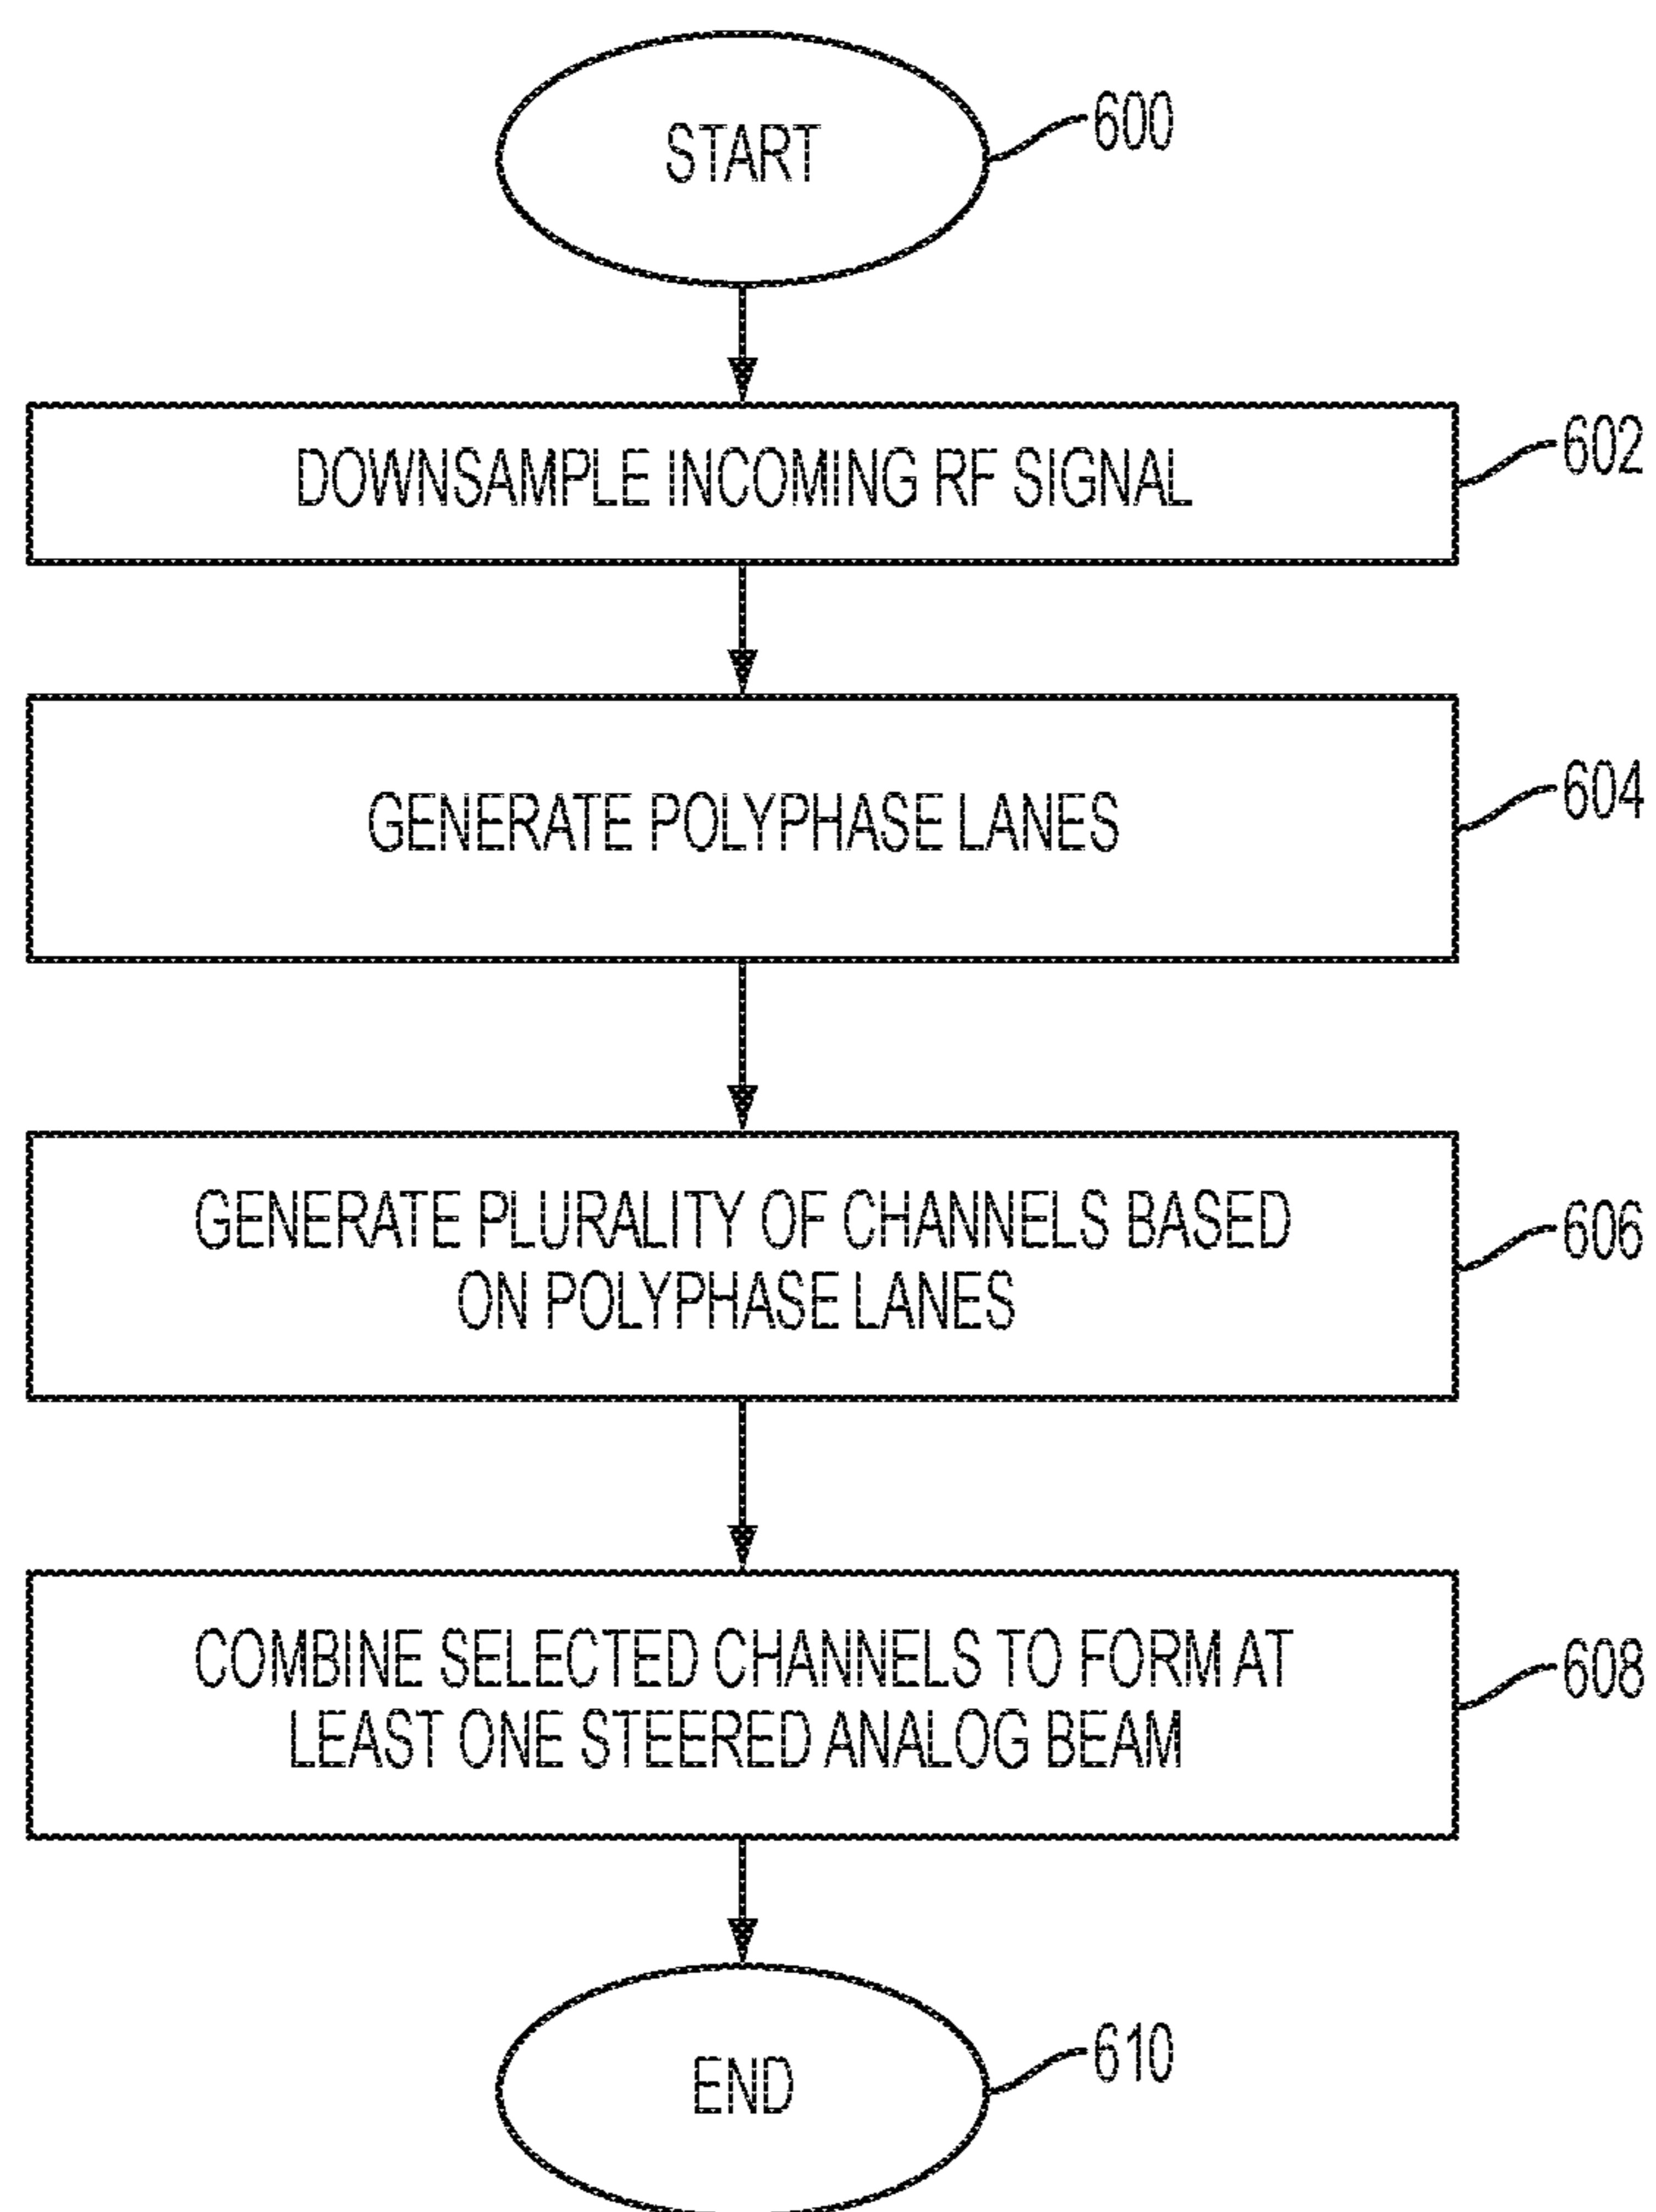 START
600
DOWNSAMPLE INCOMING RF SIGNAL
602
GENERATE POLYPHASE LANES
604
GENERATE PLURALITY OF CHANNELS BASED
ON POLYPHASE LANES
606
COMBINE SELECTED CHANNELS TO FORM AT
LEAST ONE STEERED ANALOG BEAM
608
END
610